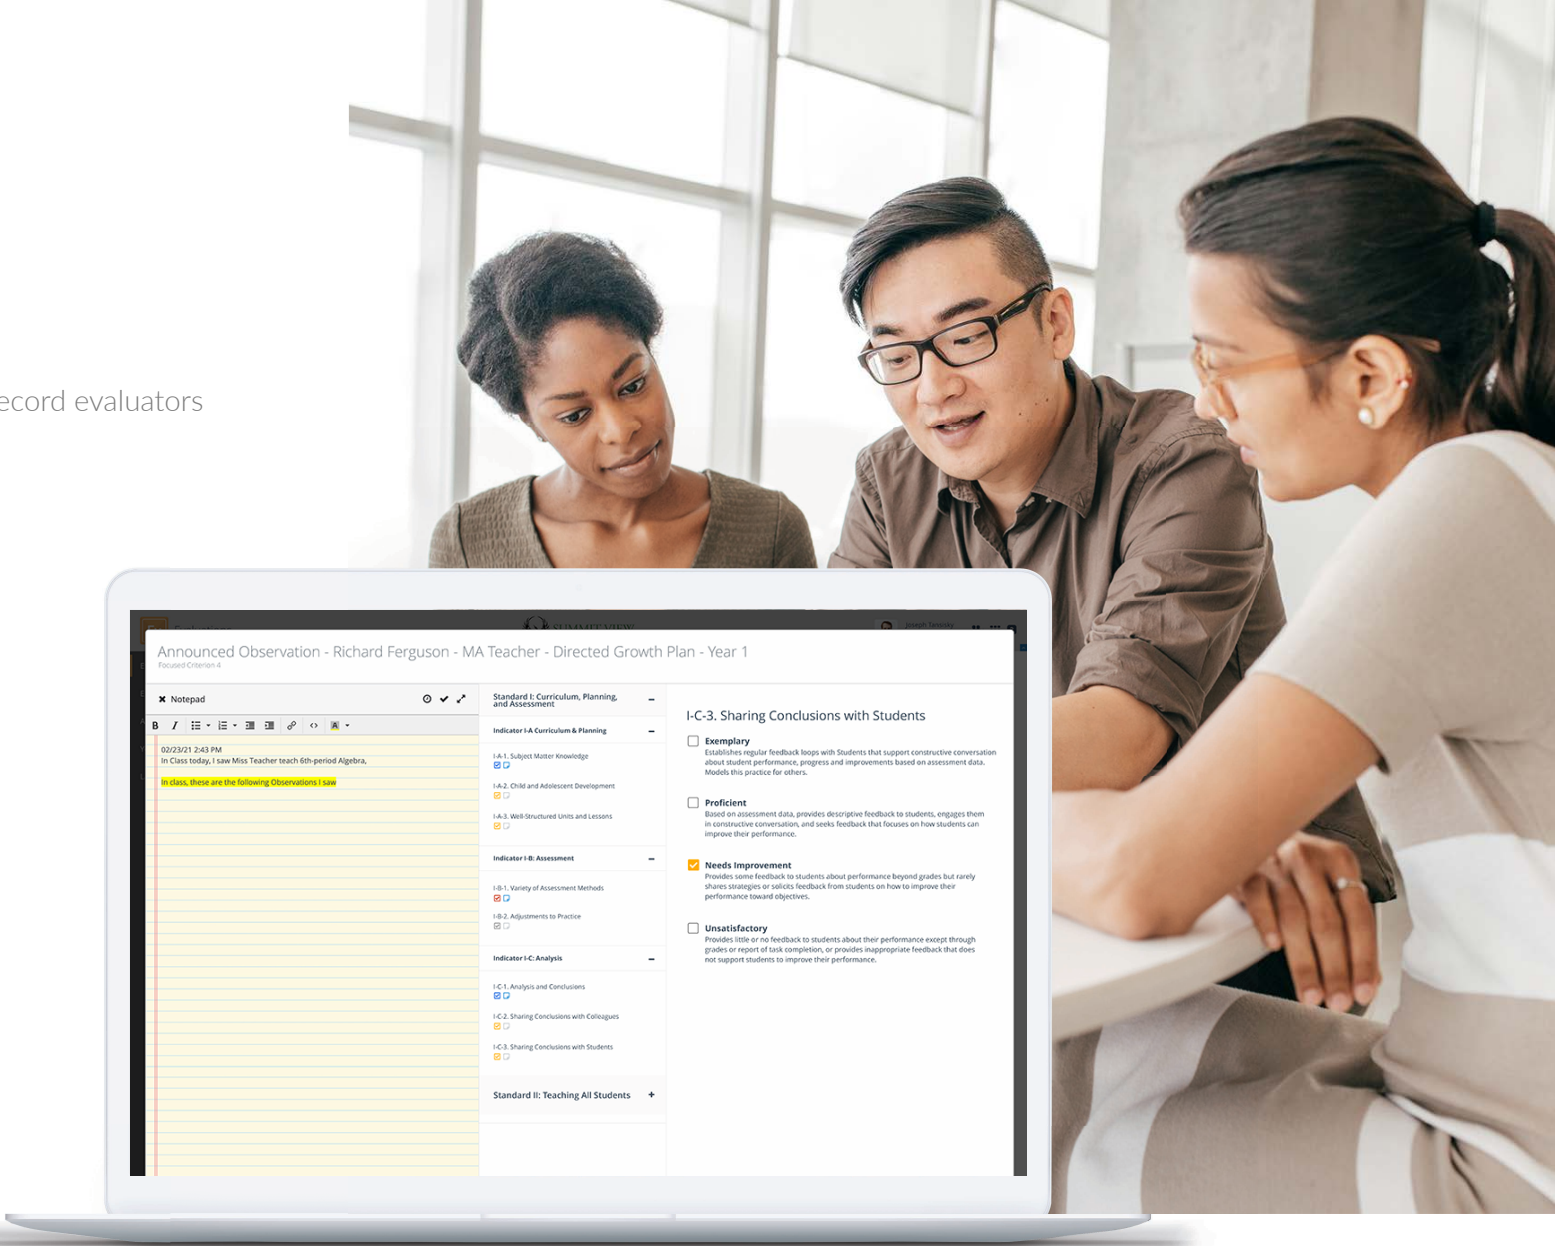 ecord evaluators
Evaluations
SUMMIT VIEW
Joseph Tansosky
Announced Observation - Richard Ferguson - MA Teacher - Directed Growth Plan - Year 1
Focused Criterion 4
Notepad
B I A
02/23/21 2:43 PM
In Class today, I saw Miss Teacher teach 6th-period Algebra,
In class, these are the following Observations I saw
Standard I: Curriculum, Planning,
and Assessment
Indicator I-A Curriculum & Planning
I-A-1. Subject Matter Knowledge
I-A-2. Child and Adolescent Development
I-A-3. Well-Structured Units and Lessons
Indicator I-B: Assessment
I-B-1. Variety of Assessment Methods
I-B-2. Adjustments to Practice
Indicator I-C: Analysis
I-C-1. Analysis and Conclusions
I-C-2. Sharing Conclusions with Colleagues
I-C-3. Sharing Conclusions with Students
Standard II: Teaching All Students
I-C-3. Sharing Conclusions with Students
Exemplary
Establishes regular feedback loops with Students that support constructive conversation
about student performance, progress and improvements based on assessment data.
Models this practice for others.
Proficient
Based on assessment data, provides descriptive feedback to students, engages them
in constructive conversation, and seeks feedback that focuses on how students can
improve their performance.
Needs Improvement
Provides some feedback to students about performance beyond grades but rarely
shares strategies or solicits feedback from students on how to improve their
performance toward objectives.
Unsatisfactory
Provides little or no feedback to students about their performance except through
grades or report of task completion, or provides inappropriate feedback that does
not support students to improve their performance.